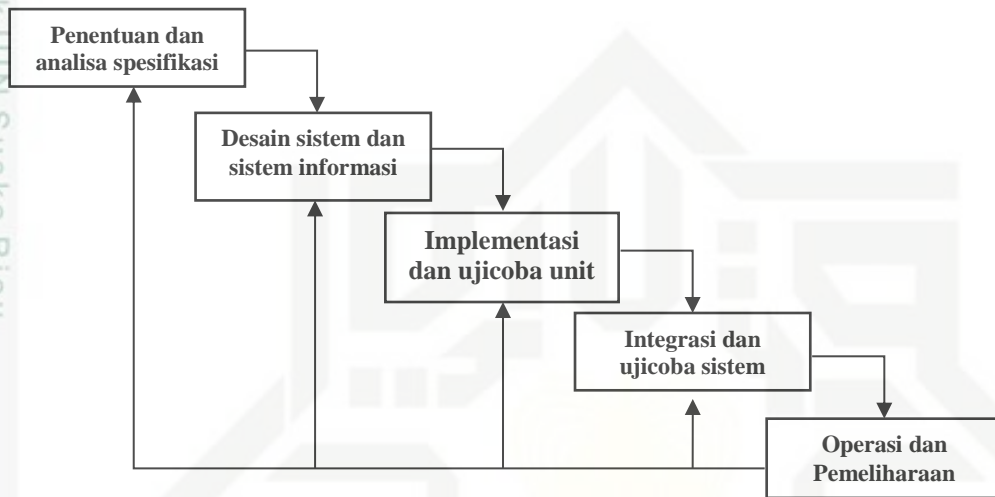 Penentuan dan
analisa spesifikasi
Desain sistem dan
sistem informasi
Implementasi
dan ujicoba unit
Integrasi dan
ujicoba sistem
Operasi dan
Pemeliharaan